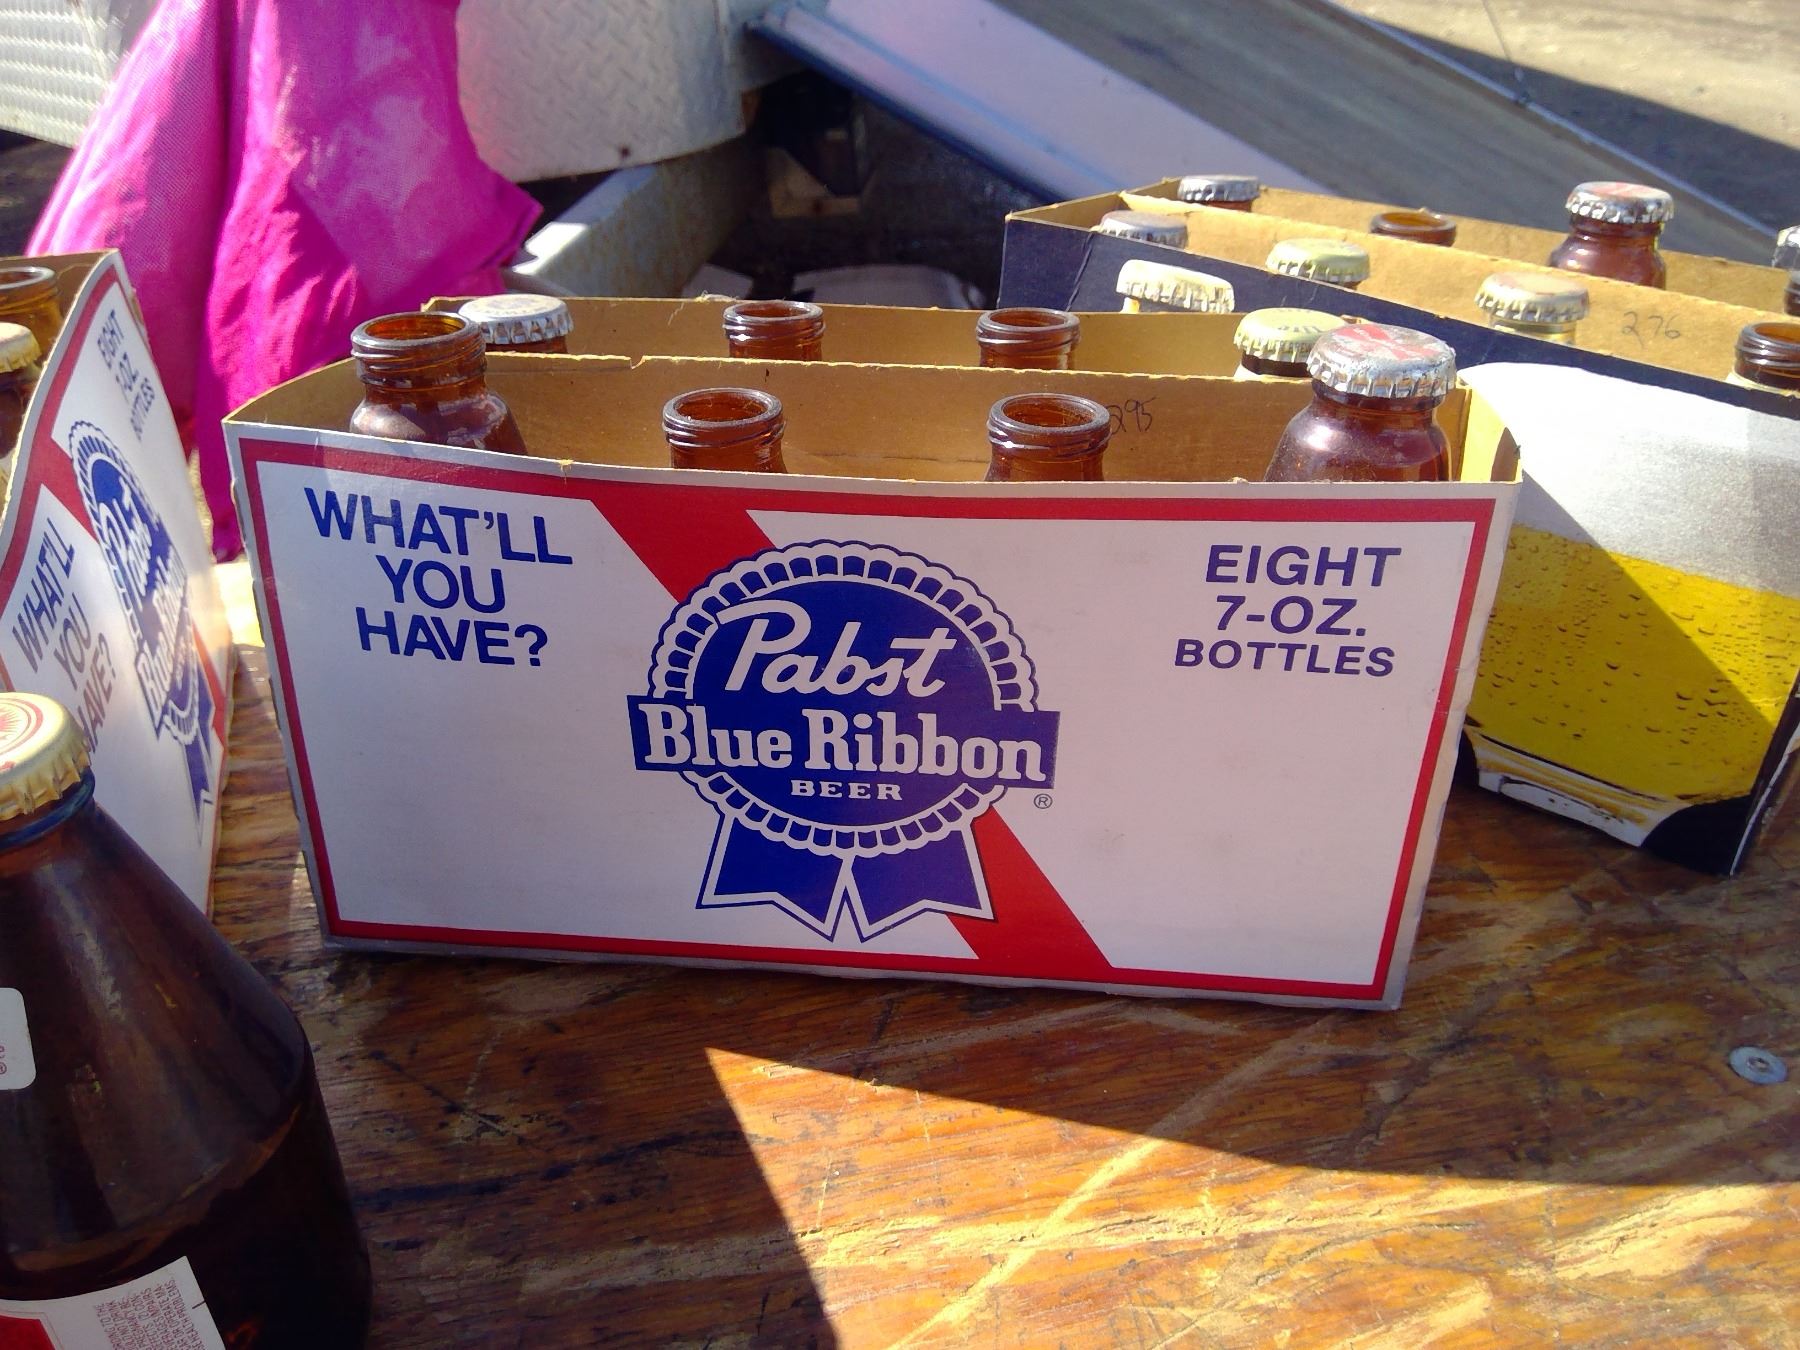 WHAT'LL
YOU
HAVE?
Pabst
Blue Ribbon
BEER
®
EIGHT
7-OZ.
BOTTLES
295
276
EIGHT
7-OZ.
BOTTLES
WHAT'LL
YOU
HAVE?